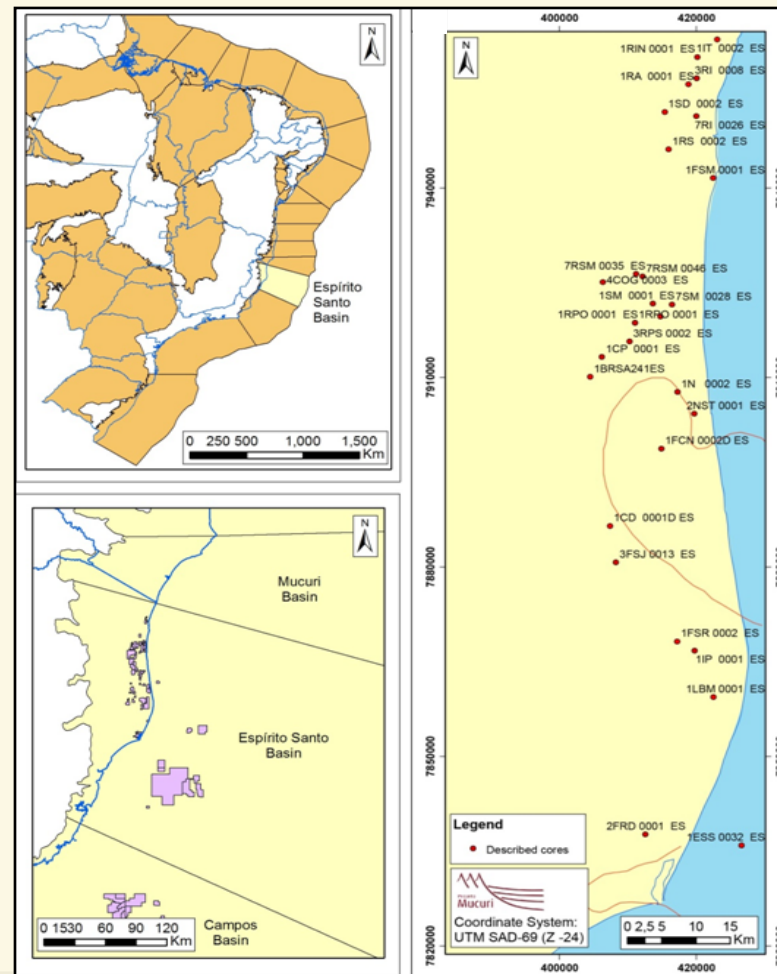 N
Espírito
Santo
Basin
0 250 500 1,000 1,500
Km
N
Mucuri
Basin
Espírito Santo
Basin
Campos
Basin
0 1530 60 90 120
Km
400000 420000
N
1RIN 0001 ES 1IT 0002 ES
3RI 0008 ES
1RA 0001 ES
1SD 0002 ES
7RI 0026 ES
1RS 0002 ES
1FSM 0001 ES
7940000
7RSM 0035 ES 7RSM 0046 ES
4COG 0003 ES
1SM 0001 ES 7SM 0028 ES
1RPO 0001 ES 1RRO 0001 ES
3RPS 0002 ES
1CP 0001 ES
1BRSA241ES
7910000
1N 0002 ES
2NST 0001 ES
1FCN 0002D ES
1CD 0001D ES
7880000
3FSJ 0013 ES
1FSR 0002 ES
1IP 0001 ES
1LBM 0001 ES
7850000
2FRD 0001 ES
1ESS 0032 ES
Legend
Described cores
Mucuri
Coordinate System:
UTM SAD-69 (Z -24)
0 2,5 5 10 15
Km
7820000
400000 420000